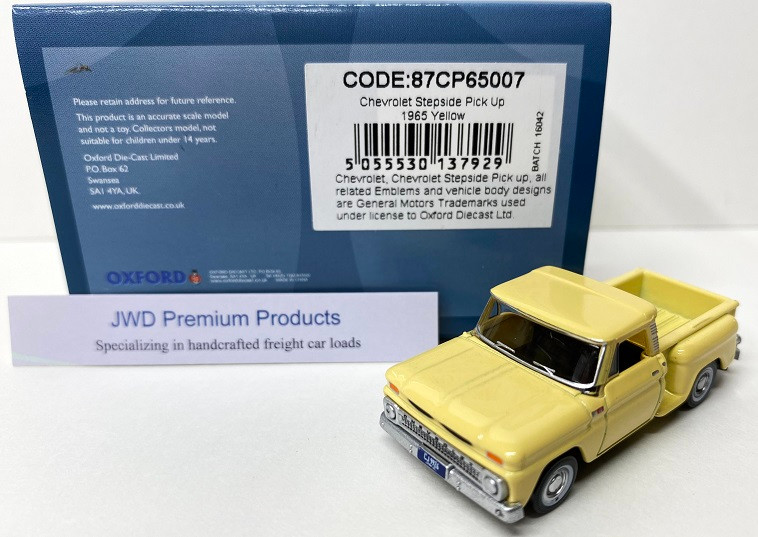 Please retain address for future reference.
This product is an accurate scale model
and not a toy. Collectors model, not
suitable for children under 14 years.
Oxford Die-Cast Limited
P.O. Box 62
Swansea
SA1 4YA, UK.
www.oxforddiecast.co.uk
OXFORD
CODE:87CP65007
Chevrolet Stepside Pick Up
1965 Yellow
5 055530 137929
BATCH 16042
Chevrolet, Chevrolet Stepside Pick up, all
related Emblems and vehicle body designs
are General Motors Trademarks used
under license to Oxford Diecast Ltd.
JWD Premium Products
Specializing in handcrafted freight car loads